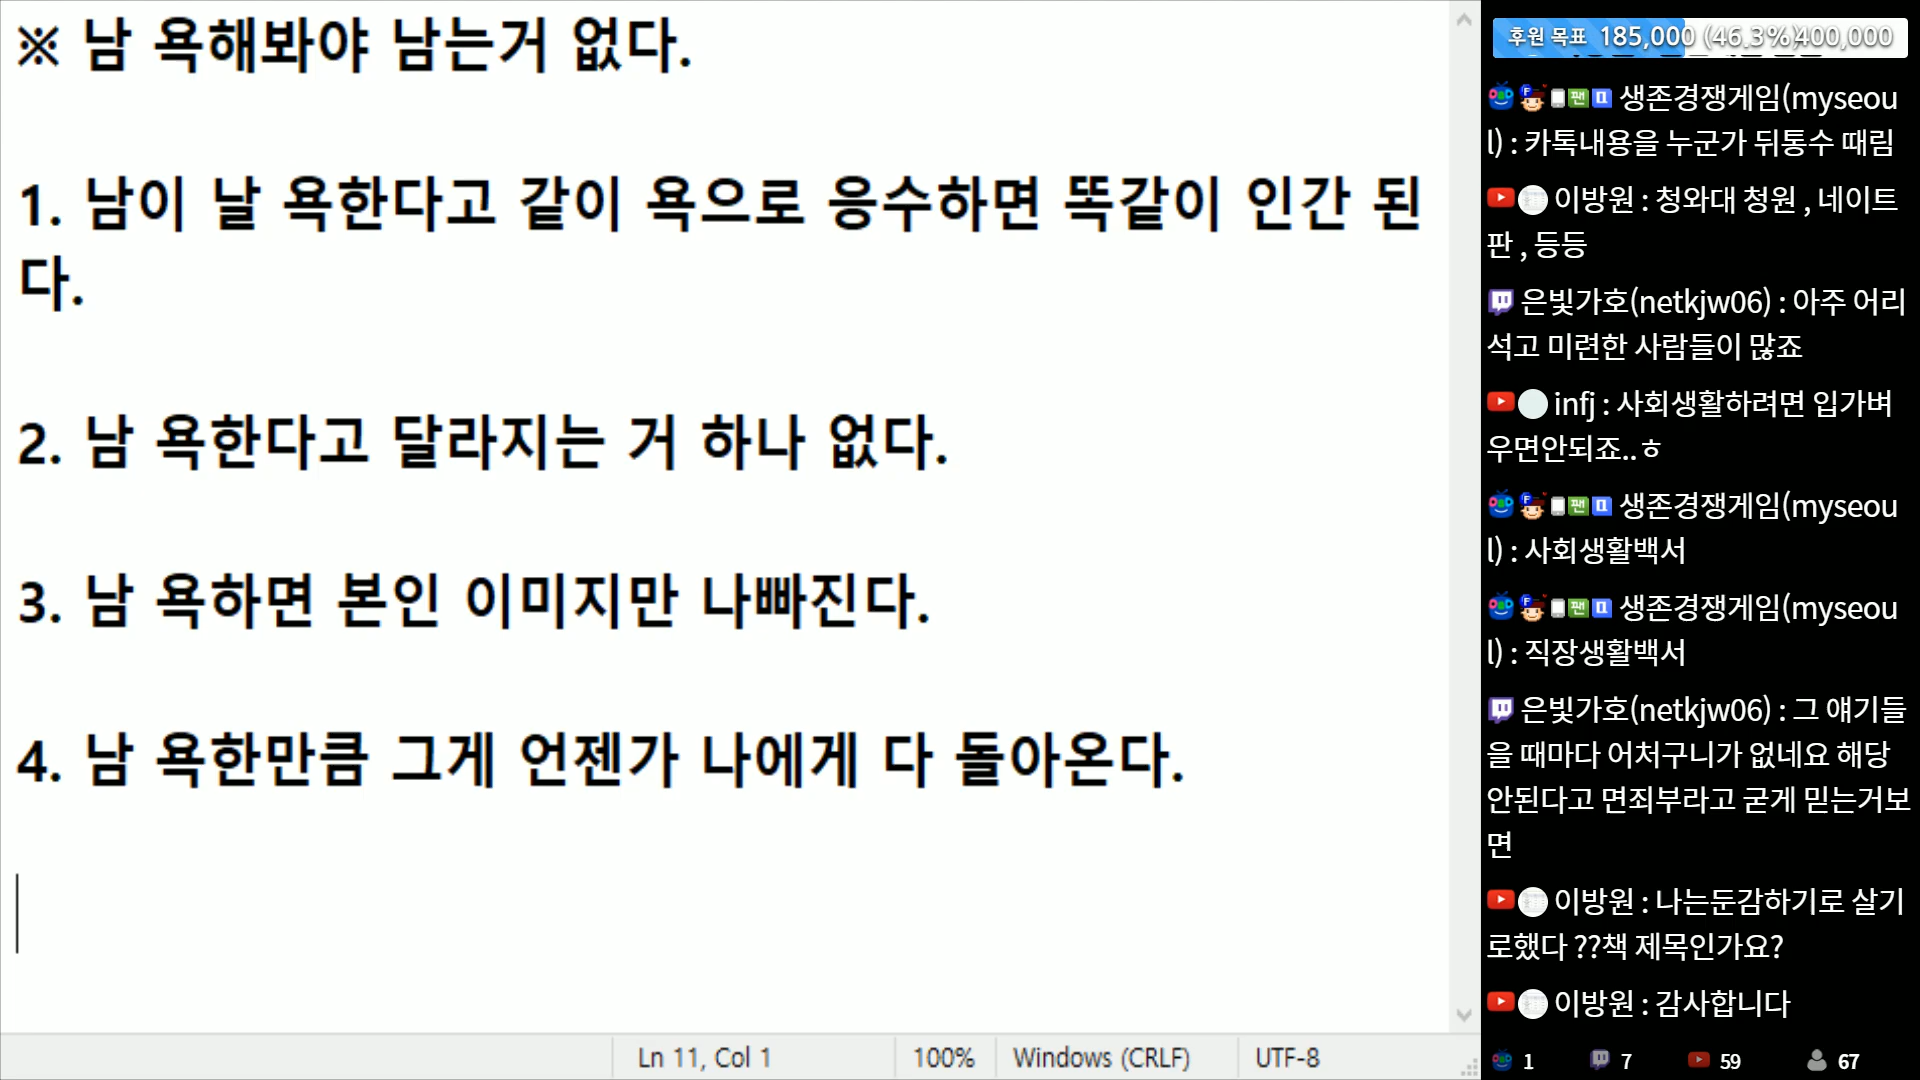 ※ 남 욕해봐야 남는거 없다.
1. 남이 날 욕한다고 같이 욕으로 응수하면 똑같이 인간 된
다.
2. 남 욕한다고 달라지는 거 하나 없다.
3. 남 욕하면 본인 이미지만 나빠진다.
4. 남 욕한만큼 그게 언젠가 나에게 다 돌아온다.
Ln 11, Col 1
100%
Windows (CRLF)
UTF-8
후원 목표 185,000 (46.3%)400,000
팬 생존경쟁게임(myseou
l) : 카톡내용을 누군가 뒤통수 때림
이방원 : 청와대 청원 , 네이트
판 , 등등
은빛가호(netkjw06) : 아주 어리
석고 미련한 사람들이 많죠
infj : 사회생활하려면 입가벼
우면안되죠..ㅎ
팬 생존경쟁게임(myseou
l) : 사회생활백서
팬 생존경쟁게임(myseou
l) : 직장생활백서
은빛가호(netkjw06) : 그 얘기들
을 때마다 어처구니가 없네요 해당
안된다고 면죄부라고 굳게 믿는거보
면
이방원 : 나는둔감하기로 살기
로했다 ??책 제목인가요?
이방원 : 감사합니다
1 7 59 67